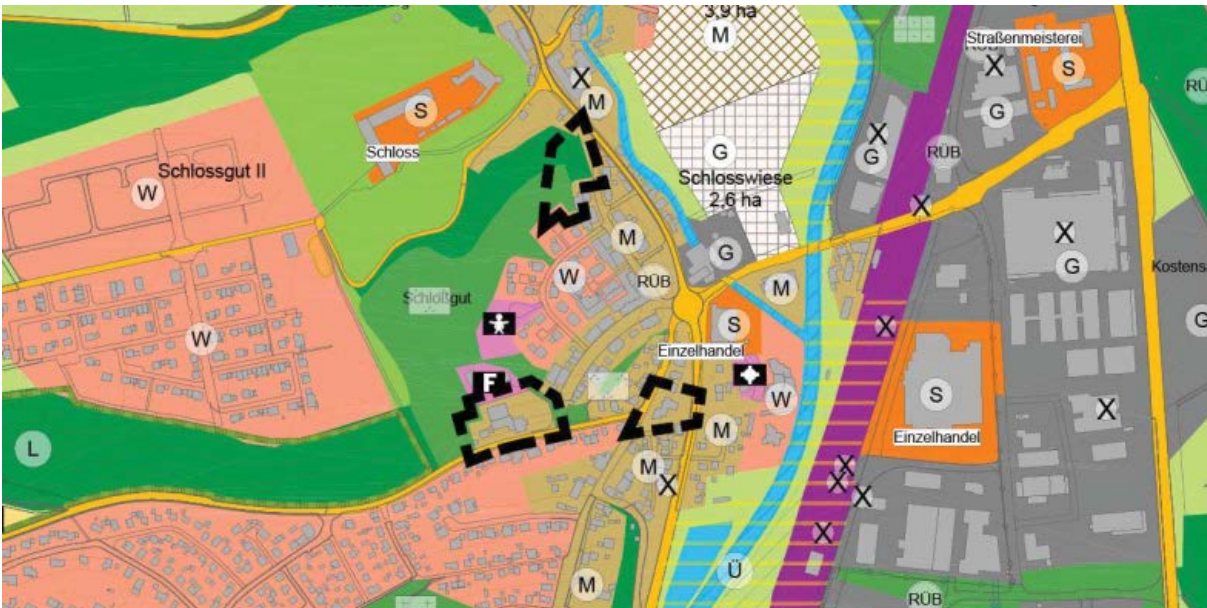 3,9 ha
M
Straßenmeisterei
RÜB
X
S
X
M
S
G
RÜ
Schloss
X
G
RÜB
G
Schlosswiese
2,6 ha
Schlossgut II
W
X
X
G
M
G
Kostens
W
RÜB
M
Schloßgut
S
G
W
X
Einzelhandel
F
W
S
X
L
M
Einzelhandel
M
X
X
X
X
X
Ü
M
RÜB